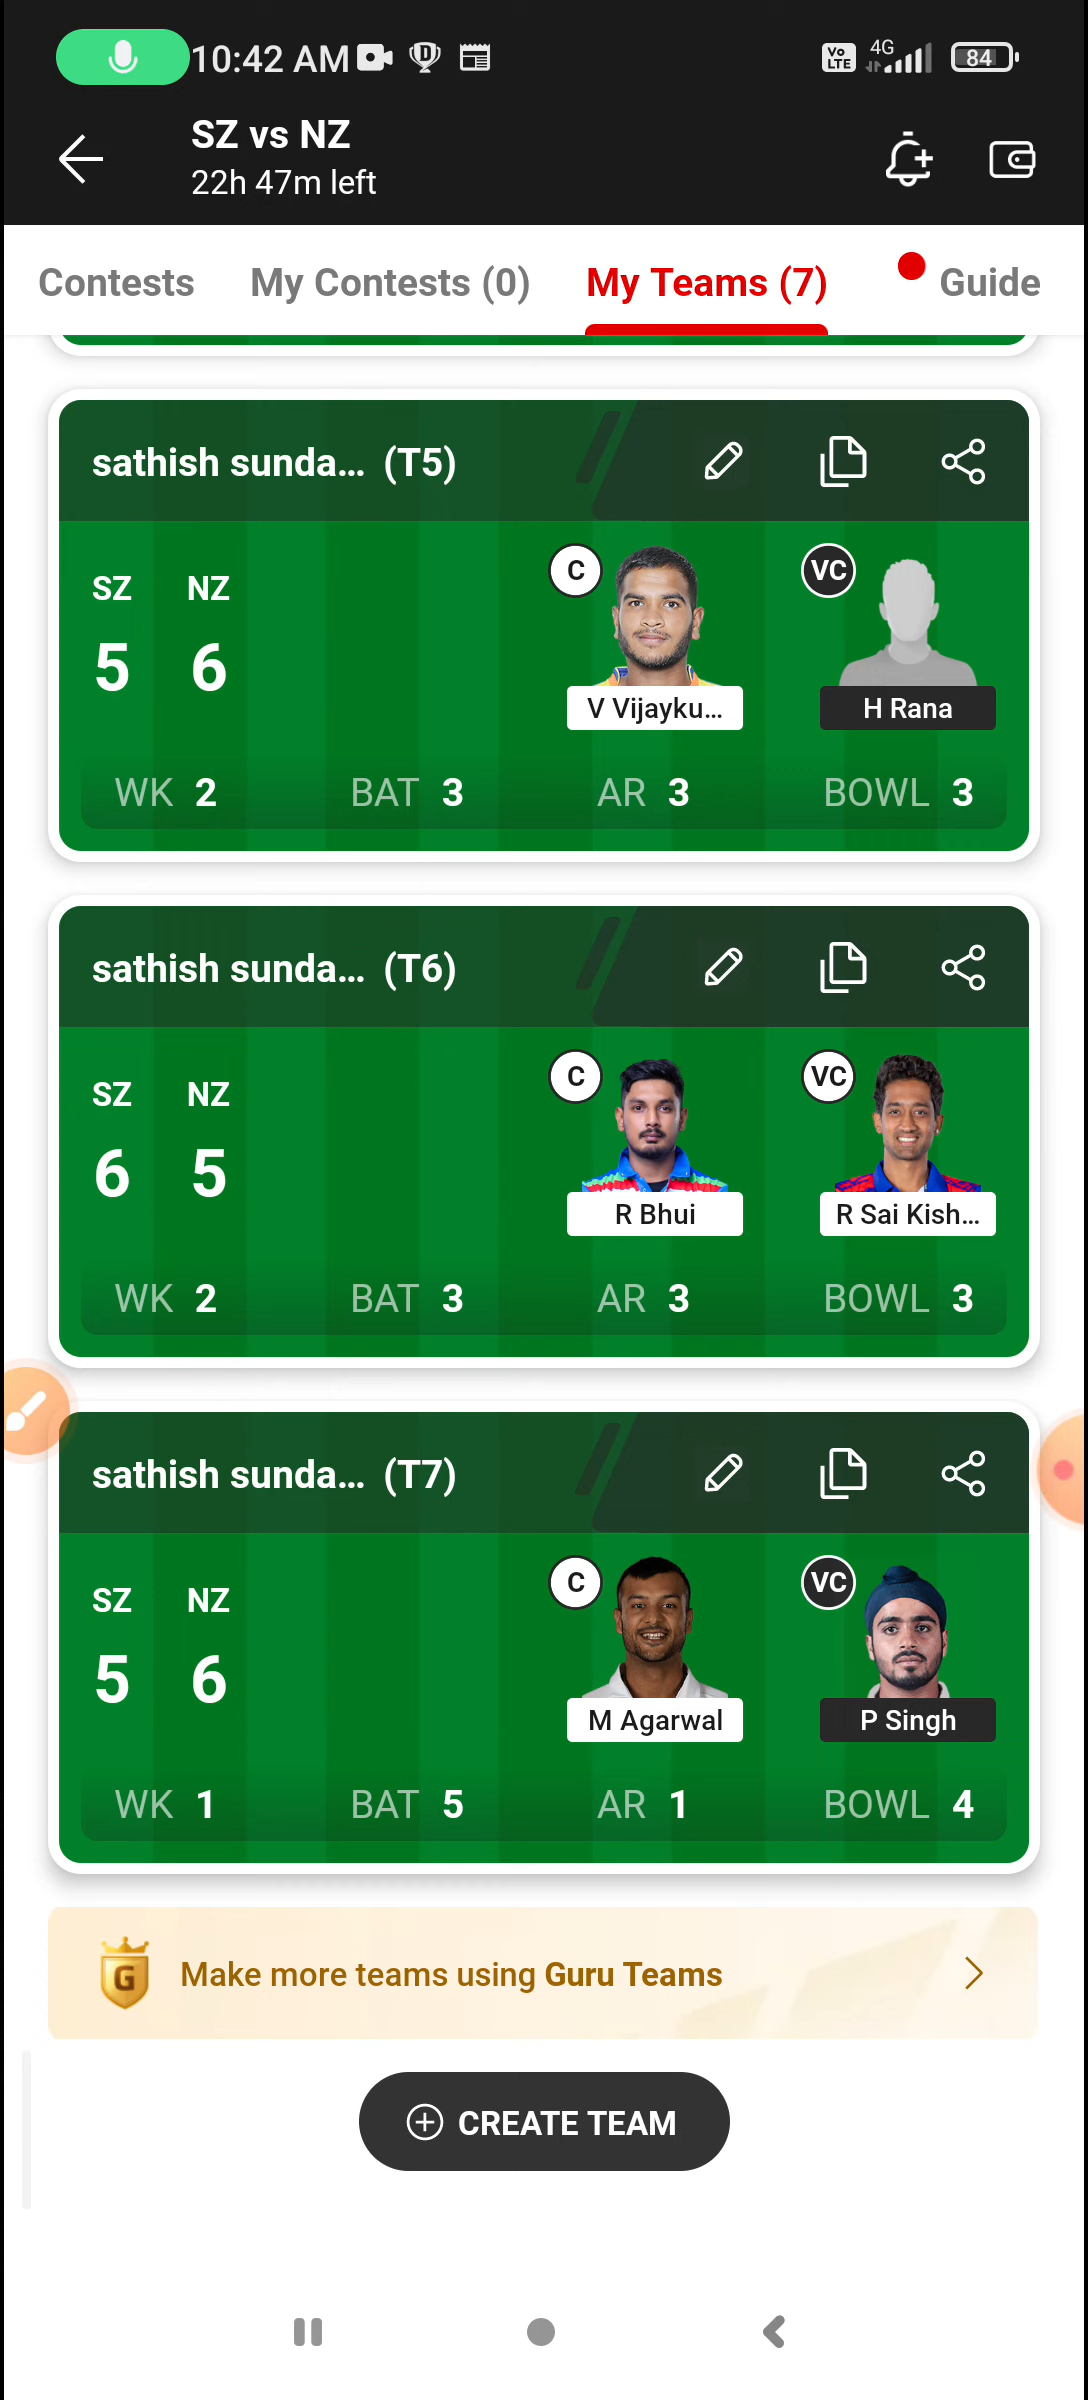 10:42 AM
Vo LTE 4G 84
SZ vs NZ
22h 47m left
Contests My Contests (0) My Teams (7) Guide
sathish sunda... (T5)
SZ NZ
5 6
C VC
V Vijayku... H Rana
WK 2 BAT 3 AR 3 BOWL 3
sathish sunda... (T6)
SZ NZ
6 5
C VC
R Bhui R Sai Kish...
WK 2 BAT 3 AR 3 BOWL 3
sathish sunda... (T7)
SZ NZ
5 6
C VC
M Agarwal P Singh
WK 1 BAT 5 AR 1 BOWL 4
G Make more teams using Guru Teams
CREATE TEAM